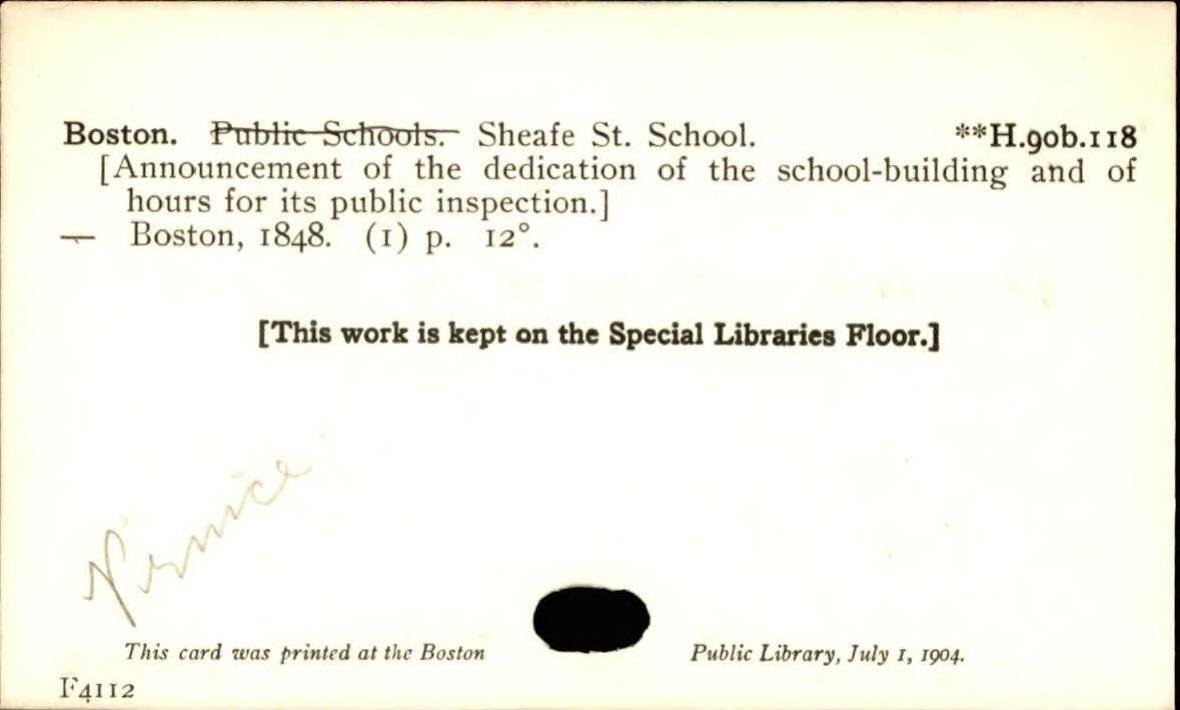 Boston. Public Schools. Sheafe St. School. **H.90b.118
[Announcement of the dedication of the school-building and of
hours for its public inspection.]
— Boston, 1848. (1) p. 12°.
[This work is kept on the Special Libraries Floor.]
This card was printed at the Boston Public Library, July 1, 1904.
F4112